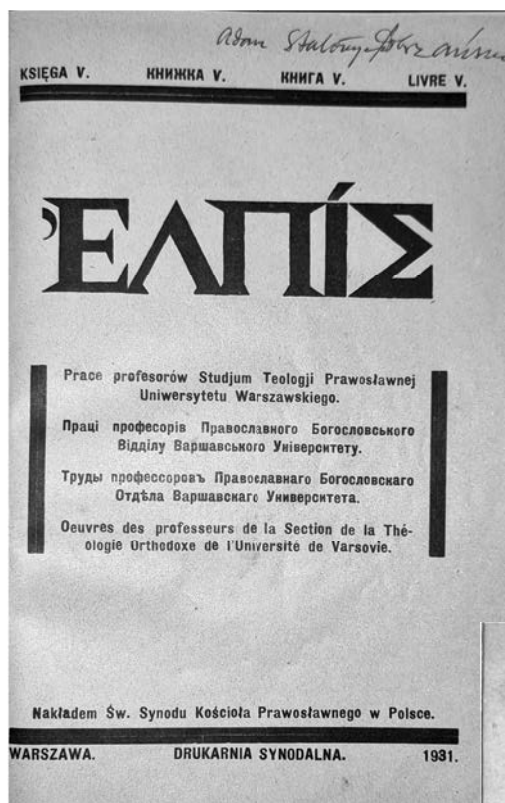 Adam Stalony-Dobrzański
KSIĘGA V. КНИЖКА V. КНИГА V. LIVRE V.
ἘΛΠΊΣ
Prace profesorów Studjum Teologji Prawosławnej
Uniwersytetu Warszawskiego.
Праці професорів Православного Богословського
Відділу Варшавського Університету.
Труды профессоровъ Православнаго Богословскаго
Отдѣла Варшавскаго Университета.
Oeuvres des professeurs de la Section de la Thé-
ologie Orthodoxe de l'Université de Varsovie.
Nakładem Św. Synodu Kościoła Prawosławnego w Polsce.
WARSZAWA. DRUKARNIA SYNODALNA. 1931.